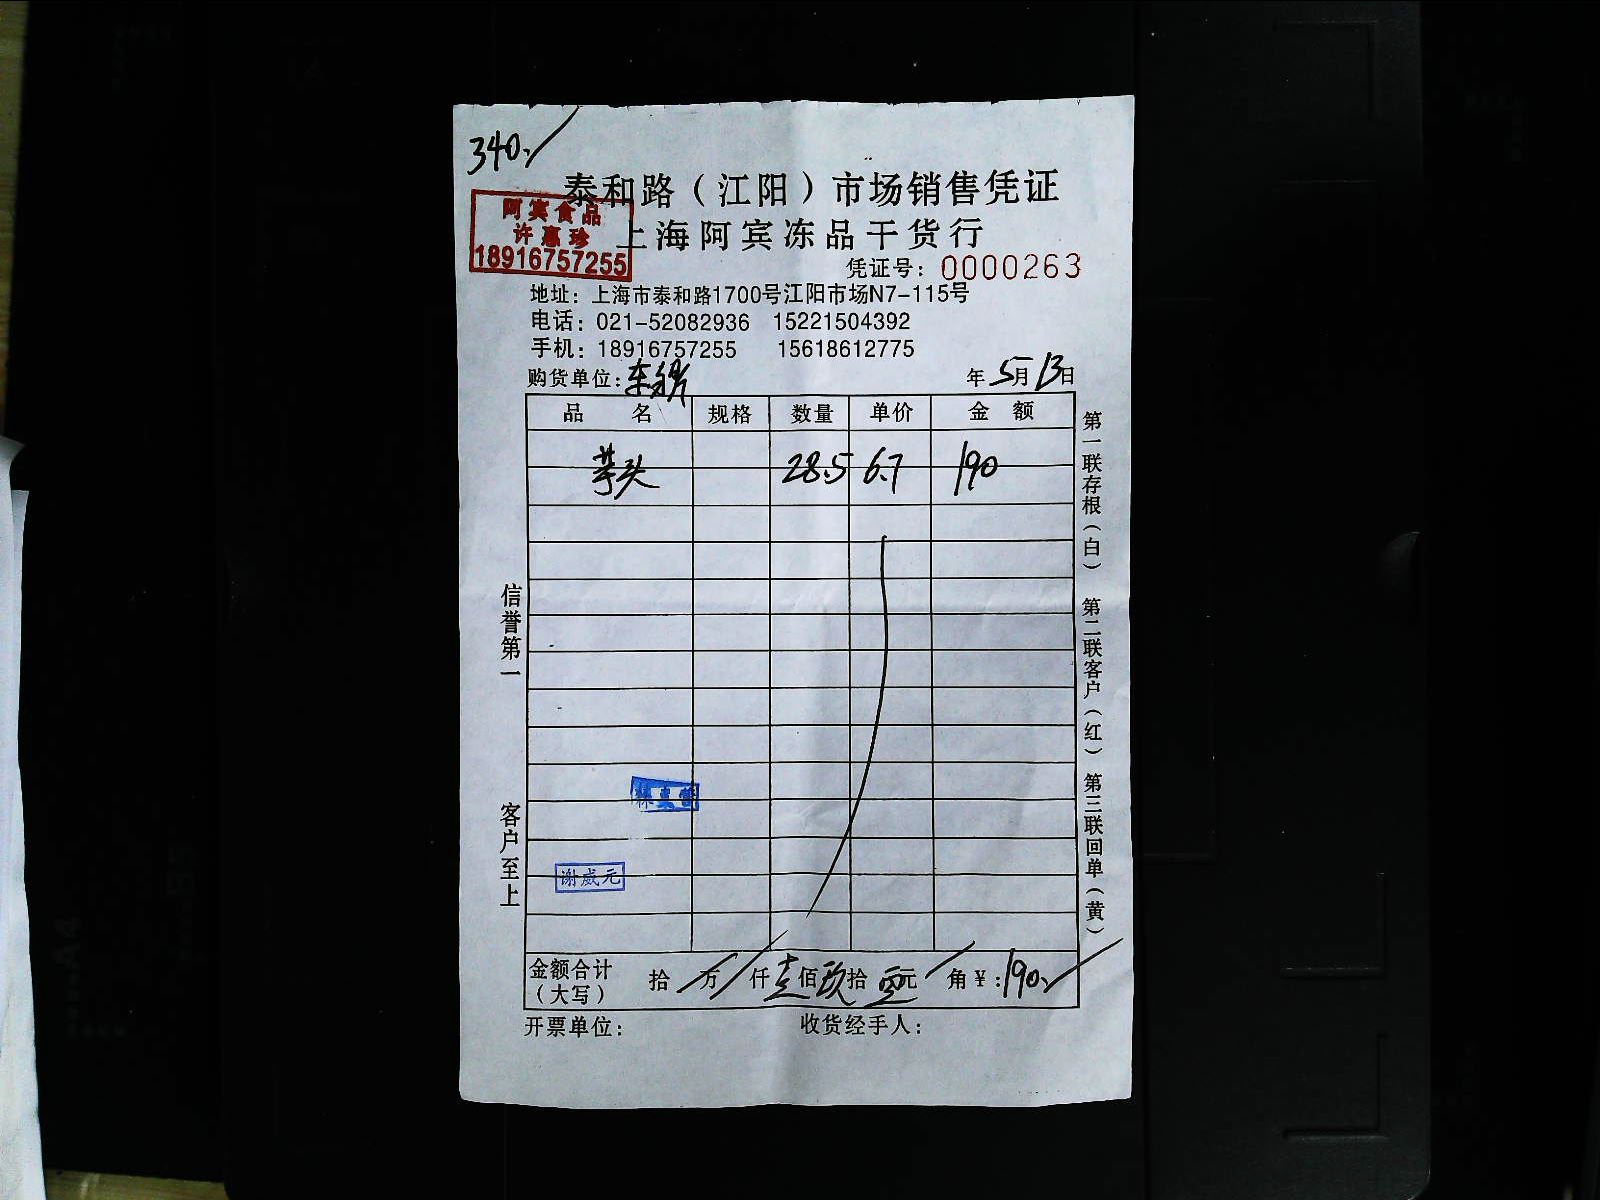 340.
泰和路（江阳）市场销售凭证
阿宾食品
许惠珍
18916757255
上海阿宾冻品干货行
凭证号：0000263
地址：上海市泰和路1700号江阳市场N7-115号
电话：021-52082936 15221504392
手机：18916757255 15618612775
购货单位： 年5月13日
品名 规格 数量 单价 金额
芋头 28.5 6.7 190
信誉第一
客户至上
第一联存根（白） 第二联客户（红） 第三联回单（黄）
谢威元
金额合计（大写） 拾 万 仟壹佰玖拾零元 角¥：190.
开票单位： 收货经手人：